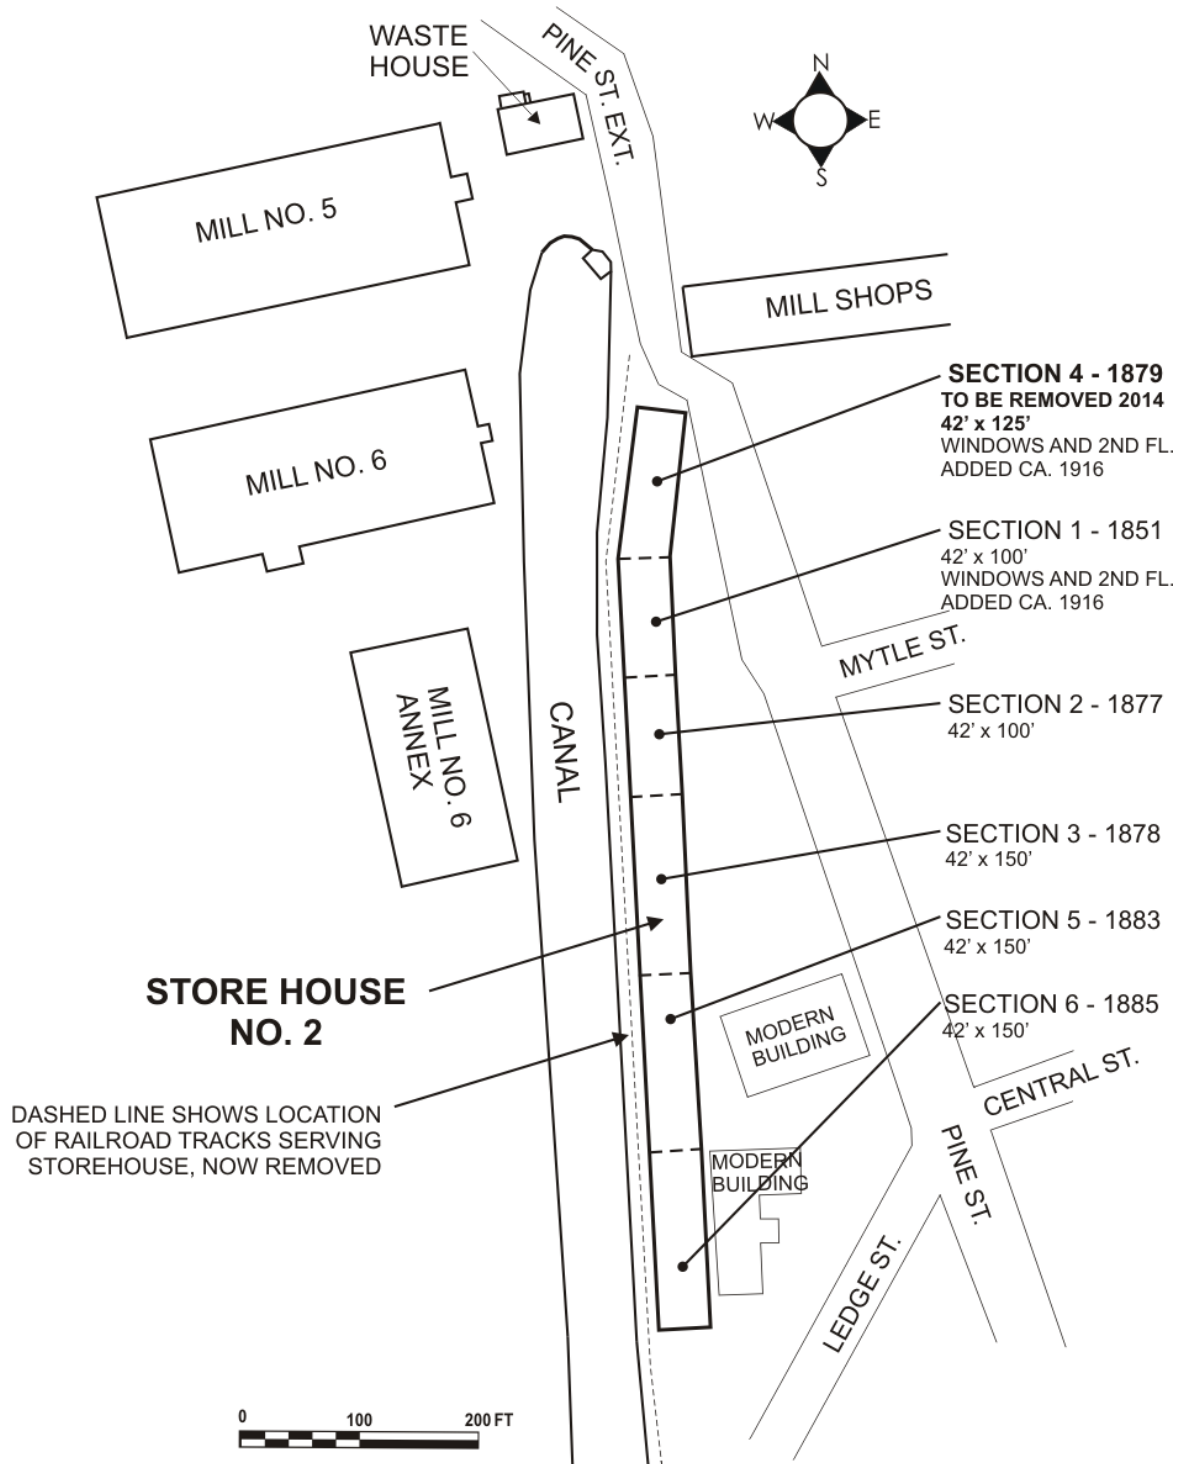 WASTE
HOUSE
PINE ST. EXT.
N
W
E
S
MILL NO. 5
MILL SHOPS
SECTION 4 - 1879
TO BE REMOVED 2014
42' x 125'
WINDOWS AND 2ND FL.
ADDED CA. 1916
MILL NO. 6
SECTION 1 - 1851
42' x 100'
WINDOWS AND 2ND FL.
ADDED CA. 1916
MYTLE ST.
MILL NO. 6
ANNEX
CANAL
SECTION 2 - 1877
42' x 100'
SECTION 3 - 1878
42' x 150'
SECTION 5 - 1883
42' x 150'
STORE HOUSE
NO. 2
SECTION 6 - 1885
42' x 150'
MODERN
BUILDING
CENTRAL ST.
DASHED LINE SHOWS LOCATION
OF RAILROAD TRACKS SERVING
STOREHOUSE, NOW REMOVED
MODERN
BUILDING
PINE ST.
LEDGE ST.
0
100
200 FT